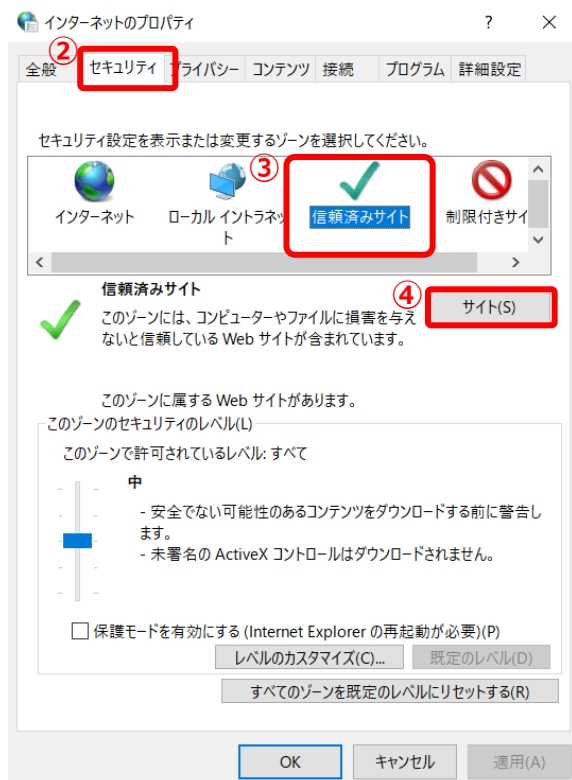 インターネットのプロパティ ? ×
②
全般 セキュリティ プライバシー コンテンツ 接続 プログラム 詳細設定
セキュリティ設定を表示または変更するゾーンを選択してください。
③
インターネット ローカル イントラネッ 信頼済みサイト 制限付きサイ
ト
信頼済みサイト
④
サイト(S)
このゾーンには、コンピューターやファイルに損害を与え
ないと信頼している Web サイトが含まれています。
このゾーンに属する Web サイトがあります。
このゾーンのセキュリティのレベル(L)
このゾーンで許可されているレベル: すべて
中
- 安全でない可能性のあるコンテンツをダウンロードする前に警告し
ます。
- 未署名の ActiveX コントロールはダウンロードされません。
保護モードを有効にする (Internet Explorer の再起動が必要)(P)
レベルのカスタマイズ(C)... 既定のレベル(D)
すべてのゾーンを既定のレベルにリセットする(R)
OK キャンセル 適用(A)